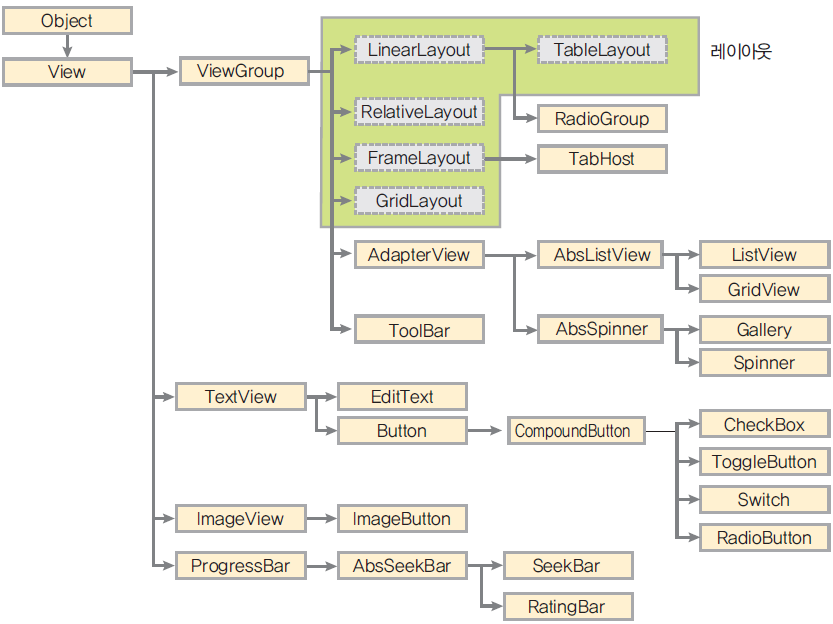 Object
View
ViewGroup
LinearLayout
TableLayout
레이아웃
RelativeLayout
RadioGroup
FrameLayout
TabHost
GridLayout
AdapterView
AbsListView
ListView
GridView
ToolBar
AbsSpinner
Gallery
Spinner
TextView
EditText
Button
CompoundButton
CheckBox
ToggleButton
Switch
RadioButton
ImageView
ImageButton
ProgressBar
AbsSeekBar
SeekBar
RatingBar